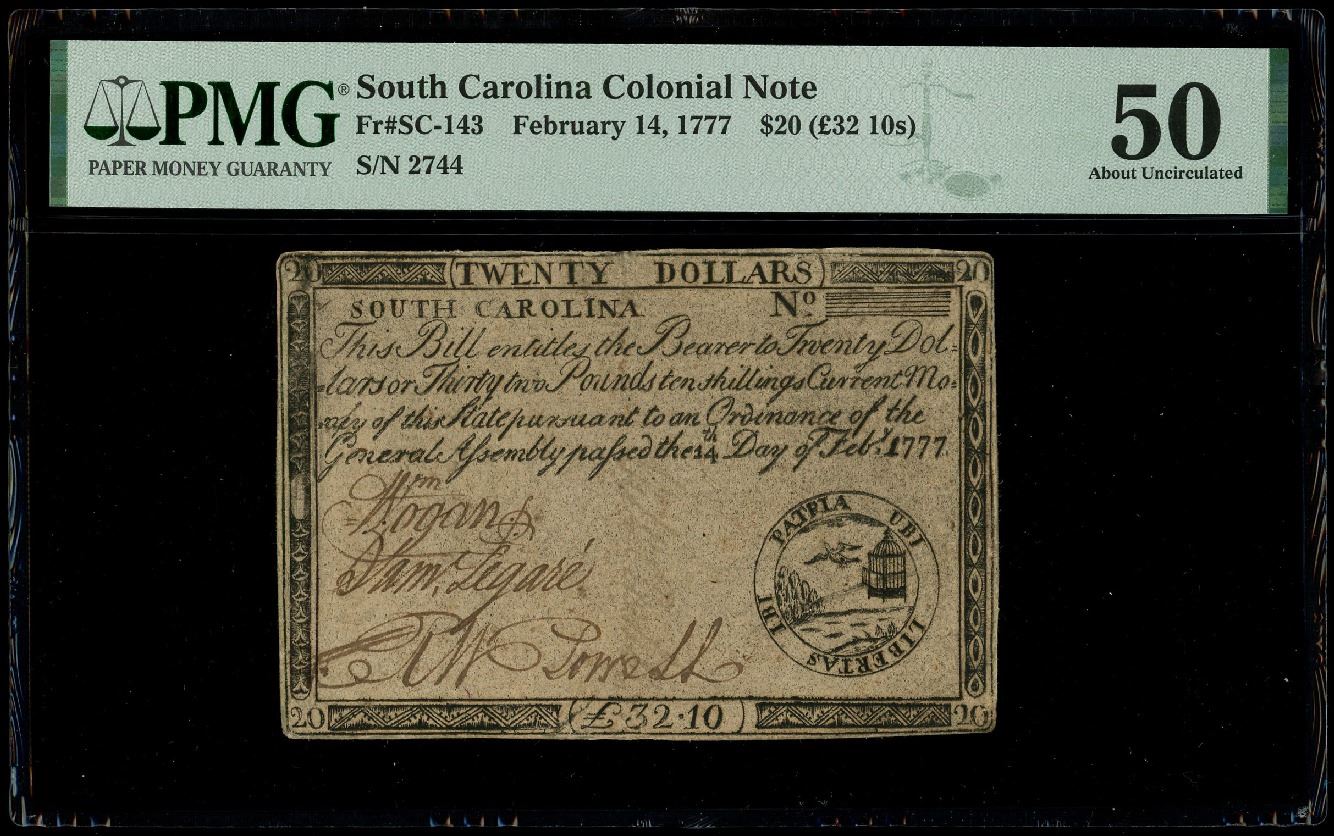 PMG®
PAPER MONEY GUARANTY
South Carolina Colonial Note
Fr#SC-143 February 14, 1777 $20 (£32 10s)
S/N 2744
50
About Uncirculated
20 TWENTY DOLLARS 20
SOUTH CAROLINA Nº
This Bill entitles the Bearer to Twenty Dol-
lars or Thirty two Pounds ten shillings Current Mo-
ney of this State pursuant to an Ordinance of the
General Assembly passed the 14th Day of Feby. 1777
Wm Logan
Sam. Legaré
R W Powell
PATRIA UBI
IBI LIBERTAS
20 £32.10 20